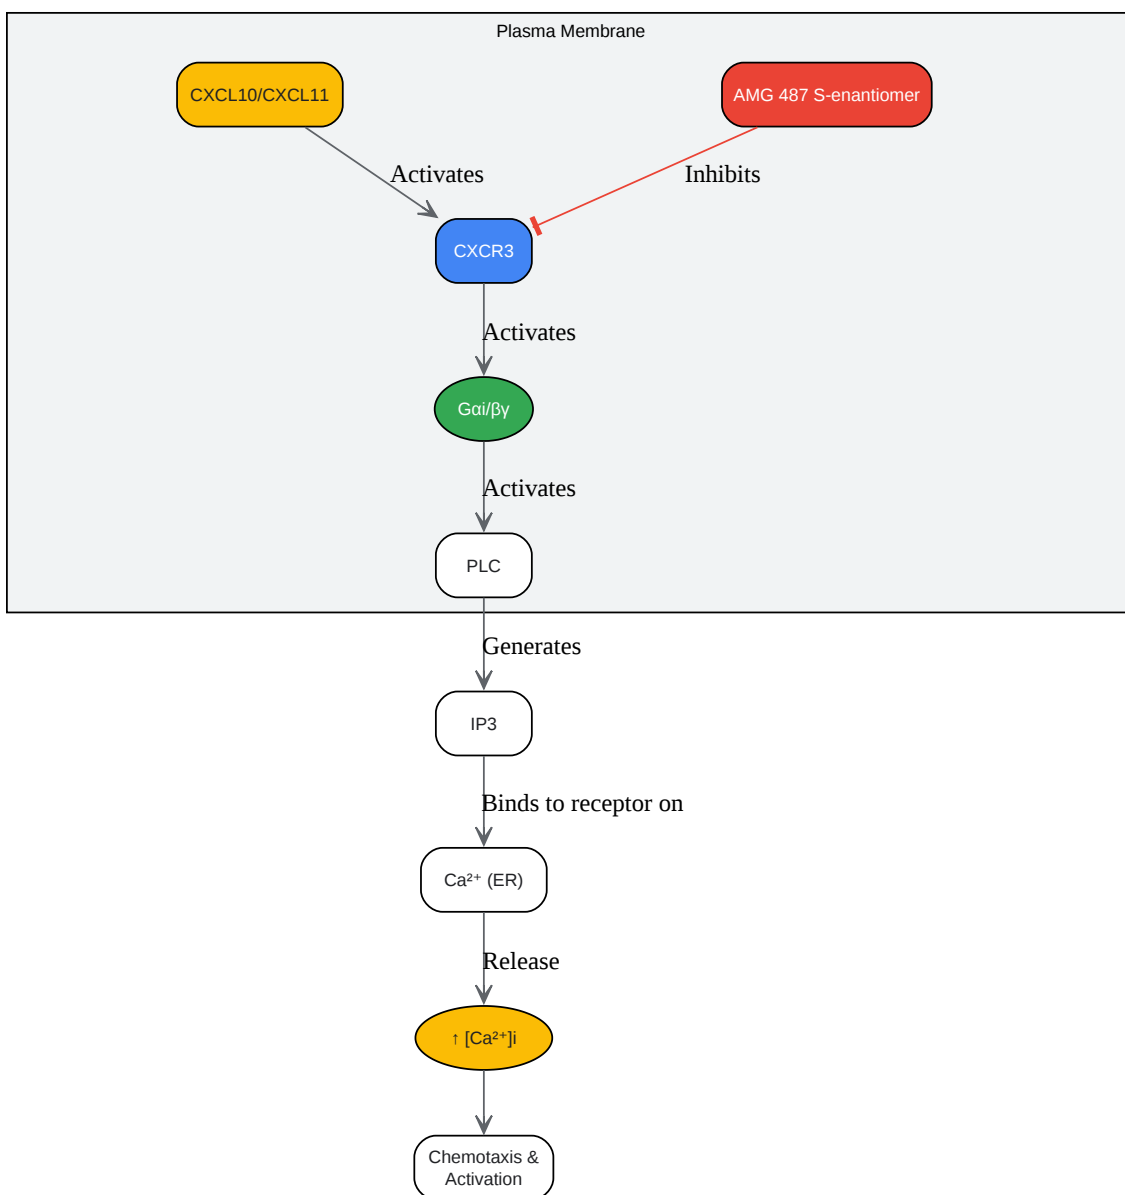 Plasma Membrane
CXCL10/CXCL11
AMG 487 S-enantiomer
Activates
Inhibits
CXCR3
Activates
Gαi/βγ
Activates
PLC
Generates
IP3
Binds to receptor on
Ca²⁺ (ER)
Release
↑ [Ca²⁺]i
Chemotaxis &
Activation